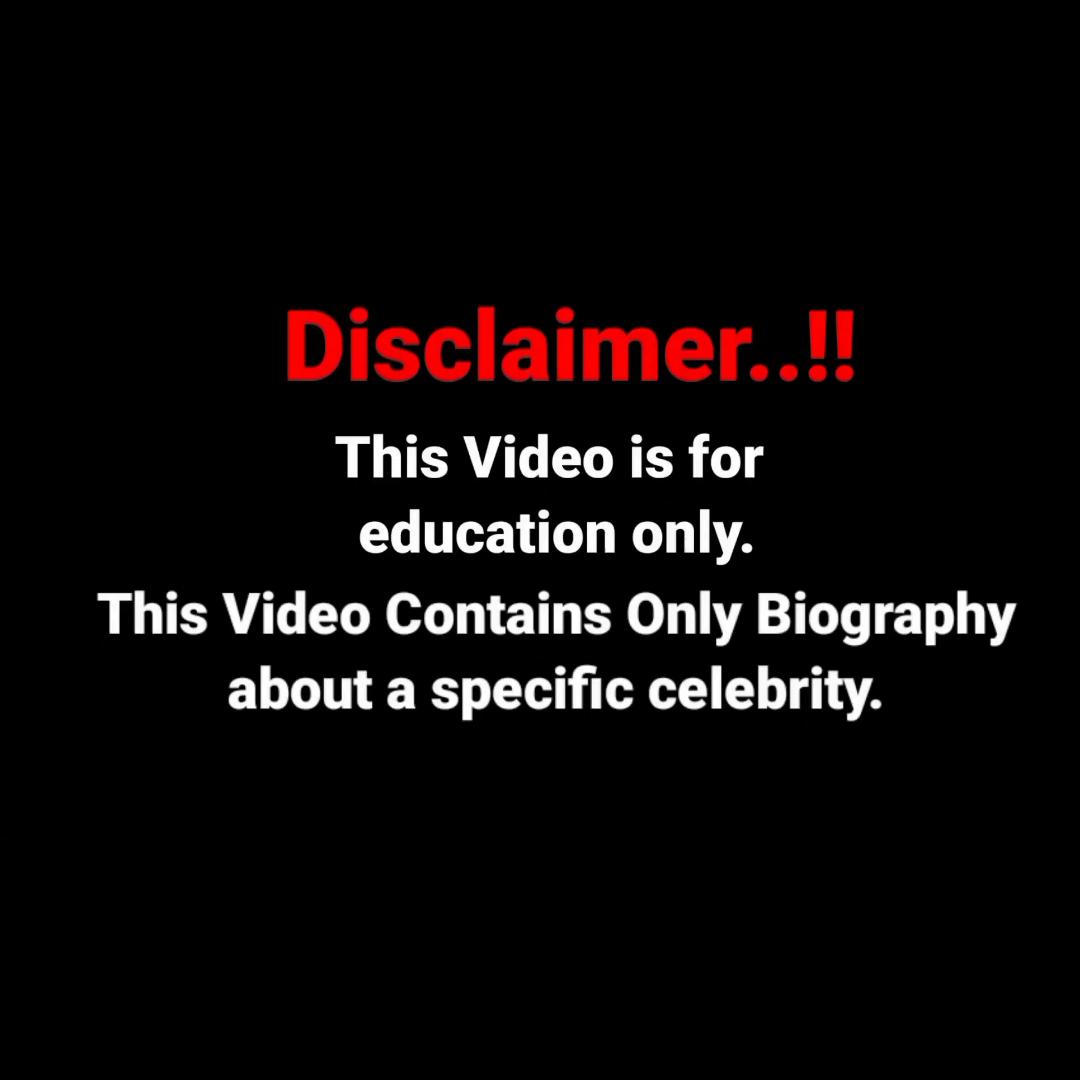 Disclaimer..!!
This Video is for
education only.
This Video Contains Only Biography
about a specific celebrity.